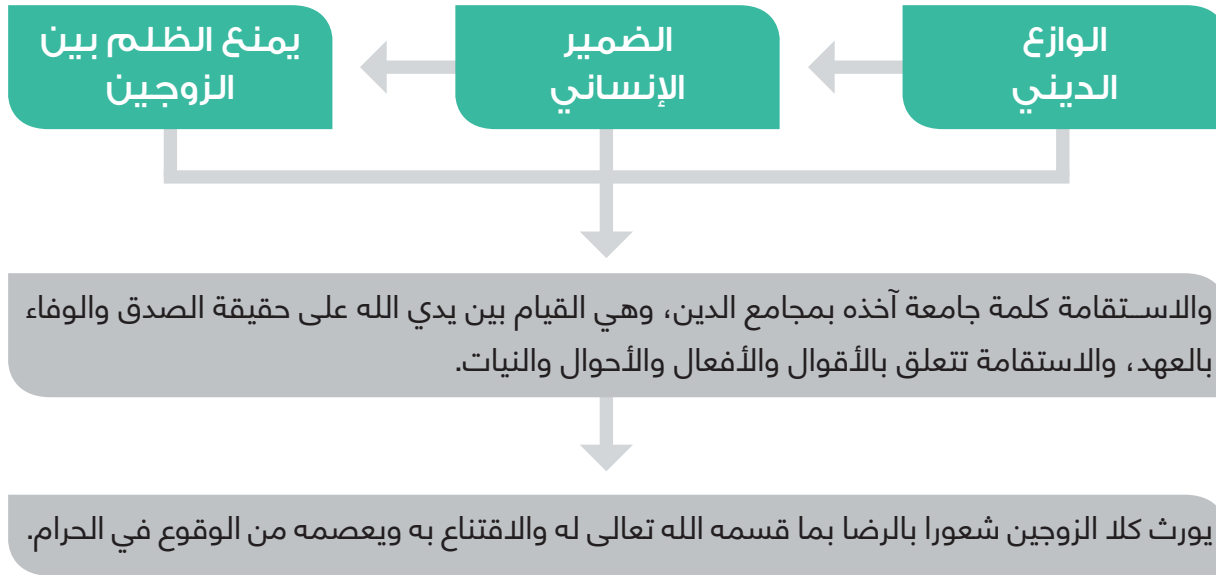 الوازع
الديني
الضمير
الإنساني
يمنع الظلم بين
الزوجين
والاستقامة كلمة جامعة آخذه بمجامع الدين، وهي القيام بين يدي الله على حقيقة الصدق والوفاء
بالعهد، والاستقامة تتعلق بالأقوال والأفعال والأحوال والنيات.
يورث كلا الزوجين شعورا بالرضا بما قسمه الله تعالى له والاقتناع به ويعصمه من الوقوع في الحرام.